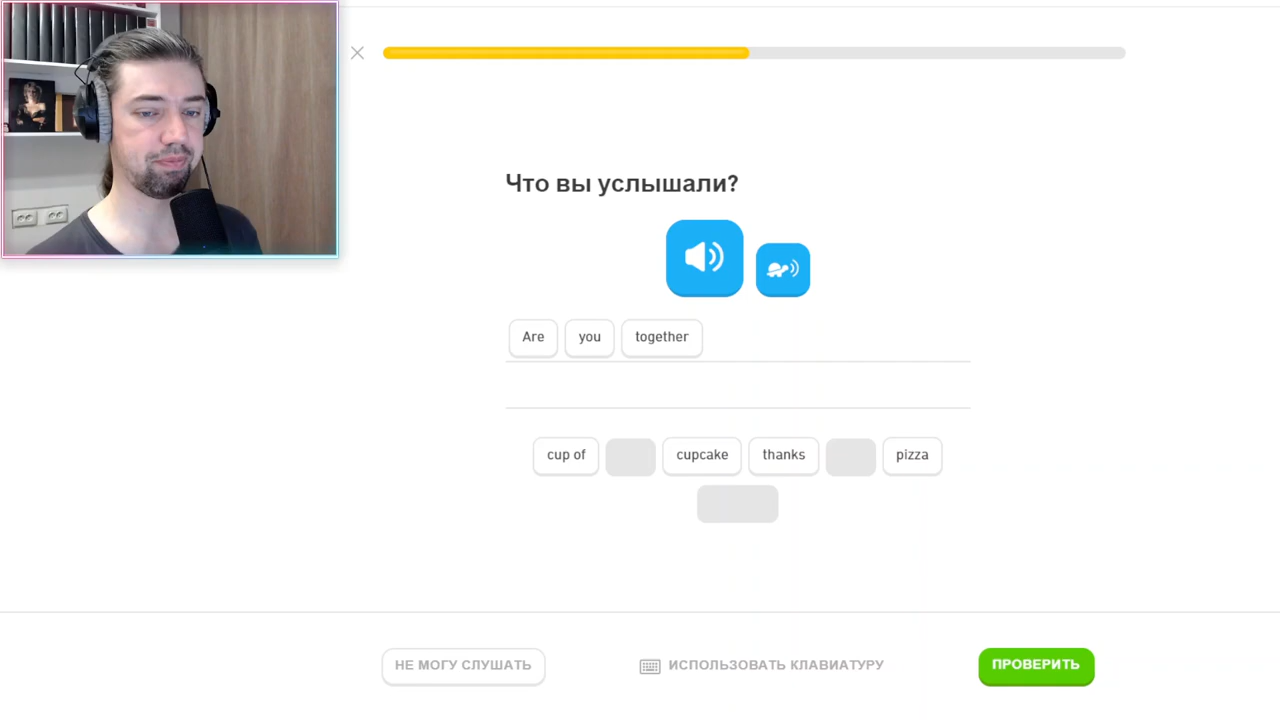 Что вы услышали?
Are you together
cup of cupcake thanks pizza
НЕ МОГУ СЛУШАТЬ ИСПОЛЬЗОВАТЬ КЛАВИАТУРУ ПРОВЕРИТЬ